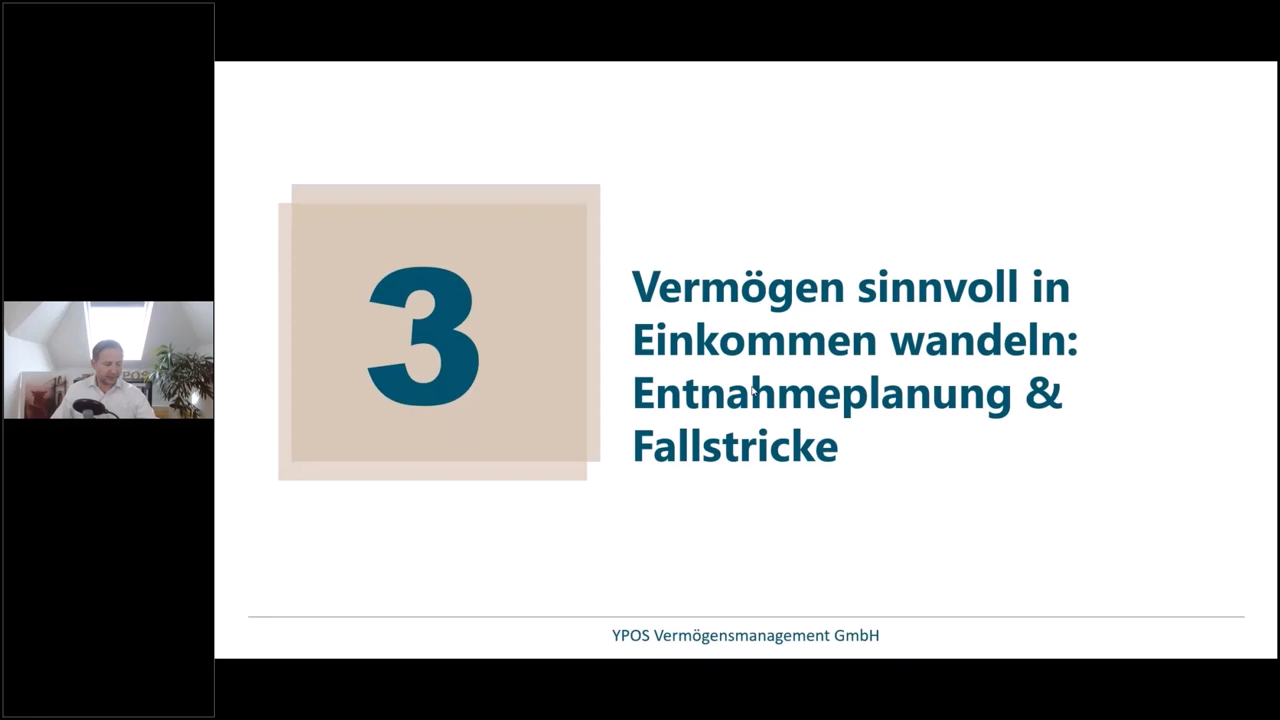 3
Vermögen sinnvoll in
Einkommen wandeln:
Entnahmeplanung &
Fallstricke
YPOS Vermögensmanagement GmbH